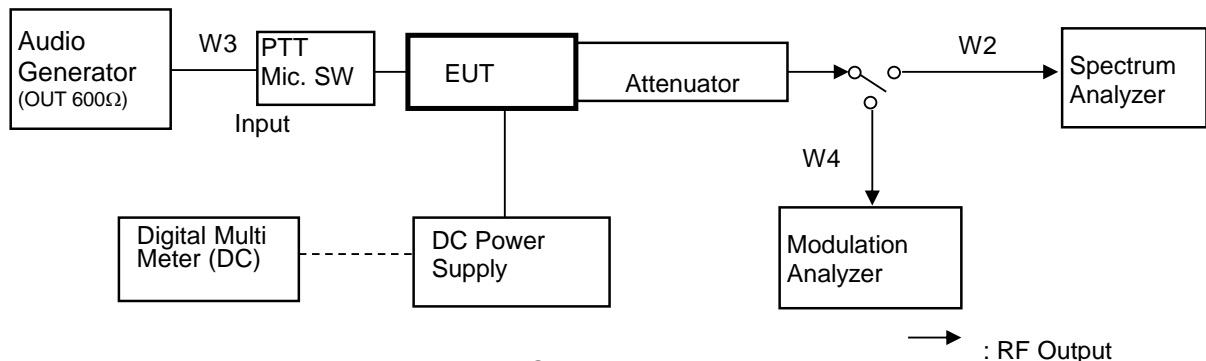 Audio
Generator
(OUT 600Ω)
W3
PTT
Mic. SW
Input
EUT
Attenuator
W2
Spectrum
Analyzer
W4
Digital Multi
Meter (DC)
DC Power
Supply
Modulation
Analyzer
: RF Output